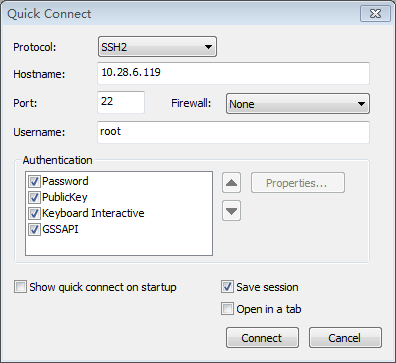 Quick Connect
Protocol: SSH2
Hostname: 10.28.6.119
Port: 22 Firewall: None
Username: root
Authentication
Password
PublicKey
Keyboard Interactive
GSSAPI
Properties...
Show quick connect on startup Save session
Open in a tab
Connect Cancel